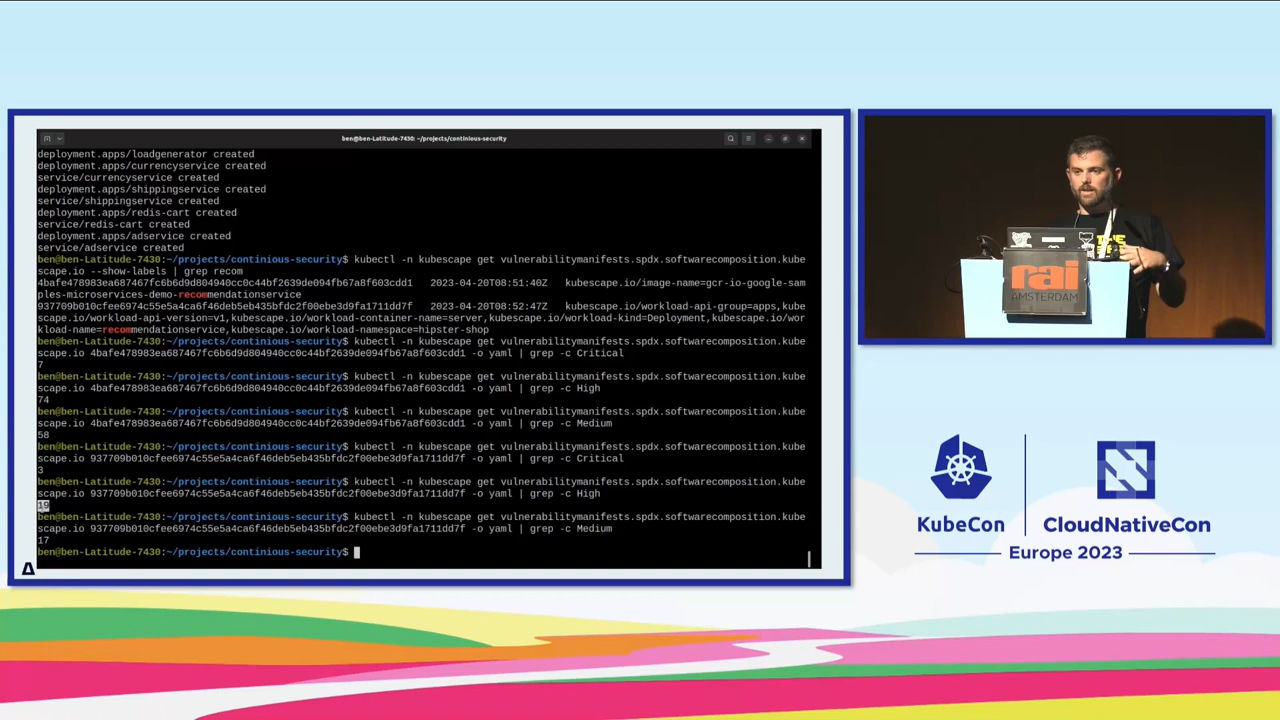 ben@ben-Latitude-7430: ~/projects/continious-security
deployment.apps/loadgenerator created
deployment.apps/currencyservice created
service/currencyservice created
deployment.apps/shippingservice created
service/shippingservice created
deployment.apps/redis-cart created
service/redis-cart created
deployment.apps/adservice created
service/adservice created
ben@ben-Latitude-7430:~/projects/continious-security$ kubectl -n kubescape get vulnerabilitymanifests.spdx.softwarecomposition.kube
scape.io --show-labels | grep recom
4bafe478983ea687467fc6b6d9d804940cc0c44bf2639de094fb67a8f603cdd1   2023-04-20T08:51:40Z   kubescape.io/image-name=gcr-io-google-sam
ples-microservices-demo-recommendationservice
937709b010cfee6974c55e5a4ca6f46deb5eb435bfdc2f00ebe3d9fa1711dd7f   2023-04-20T08:52:47Z   kubescape.io/workload-api-group=apps,kube
scape.io/workload-api-version=v1,kubescape.io/workload-container-name=server,kubescape.io/workload-kind=Deployment,kubescape.io/wor
kload-name=recommendationservice,kubescape.io/workload-namespace=hipster-shop
ben@ben-Latitude-7430:~/projects/continious-security$ kubectl -n kubescape get vulnerabilitymanifests.spdx.softwarecomposition.kube
scape.io 4bafe478983ea687467fc6b6d9d804940cc0c44bf2639de094fb67a8f603cdd1 -o yaml | grep -c Critical
7
ben@ben-Latitude-7430:~/projects/continious-security$ kubectl -n kubescape get vulnerabilitymanifests.spdx.softwarecomposition.kube
scape.io 4bafe478983ea687467fc6b6d9d804940cc0c44bf2639de094fb67a8f603cdd1 -o yaml | grep -c High
74
ben@ben-Latitude-7430:~/projects/continious-security$ kubectl -n kubescape get vulnerabilitymanifests.spdx.softwarecomposition.kube
scape.io 4bafe478983ea687467fc6b6d9d804940cc0c44bf2639de094fb67a8f603cdd1 -o yaml | grep -c Medium
58
ben@ben-Latitude-7430:~/projects/continious-security$ kubectl -n kubescape get vulnerabilitymanifests.spdx.softwarecomposition.kube
scape.io 937709b010cfee6974c55e5a4ca6f46deb5eb435bfdc2f00ebe3d9fa1711dd7f -o yaml | grep -c Critical
3
ben@ben-Latitude-7430:~/projects/continious-security$ kubectl -n kubescape get vulnerabilitymanifests.spdx.softwarecomposition.kube
scape.io 937709b010cfee6974c55e5a4ca6f46deb5eb435bfdc2f00ebe3d9fa1711dd7f -o yaml | grep -c High
19
ben@ben-Latitude-7430:~/projects/continious-security$ kubectl -n kubescape get vulnerabilitymanifests.spdx.softwarecomposition.kube
scape.io 937709b010cfee6974c55e5a4ca6f46deb5eb435bfdc2f00ebe3d9fa1711dd7f -o yaml | grep -c Medium
17
ben@ben-Latitude-7430:~/projects/continious-security$
rai
AMSTERDAM
KubeCon
CloudNativeCon
Europe 2023